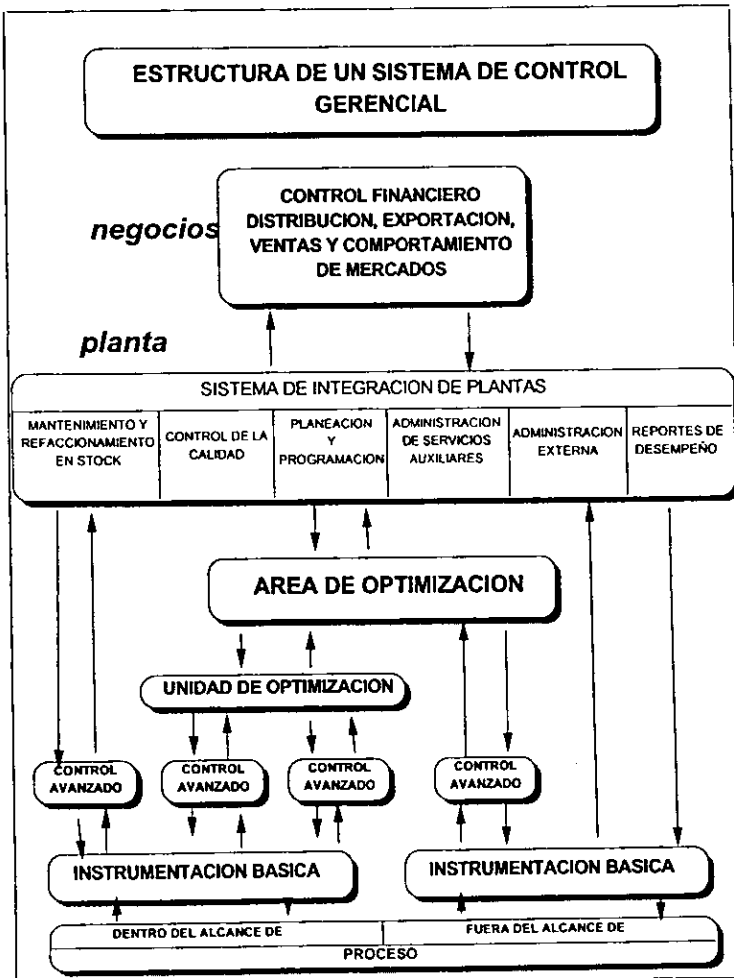 ESTRUCTURA DE UN SISTEMA DE CONTROL
GERENCIAL
negocios
CONTROL FINANCIERO
DISTRIBUCION, EXPORTACION,
VENTAS Y COMPORTAMIENTO
DE MERCADOS
planta
SISTEMA DE INTEGRACION DE PLANTAS
MANTENIMIENTO Y
REFACCIONAMIENTO
EN STOCK
CONTROL DE LA
CALIDAD
PLANEACION
Y
PROGRAMACION
ADMINISTRACION
DE SERVICIOS
AUXILIARES
ADMINISTRACION
EXTERNA
REPORTES DE
DESEMPEÑO
AREA DE OPTIMIZACION
UNIDAD DE OPTIMIZACION
CONTROL
AVANZADO
CONTROL
AVANZADO
CONTROL
AVANZADO
CONTROL
AVANZADO
INSTRUMENTACION BASICA
INSTRUMENTACION BASICA
DENTRO DEL ALCANCE DE
FUERA DEL ALCANCE DE
PROCESO